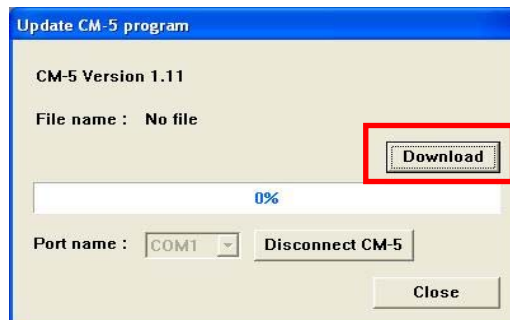 Update CM-5 program
CM-5 Version 1.11
File name : No file
Download
0%
Port name : COM1 Disconnect CM-5
Close